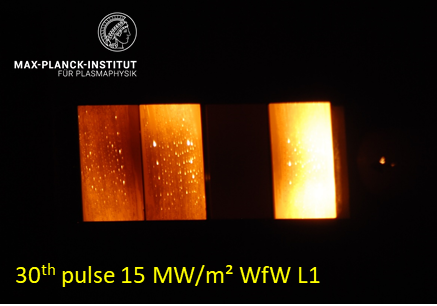 MAX-PLANCK-INSTITUT
FÜR PLASMAPHYSIK
30th pulse 15 MW/m² WfW L1